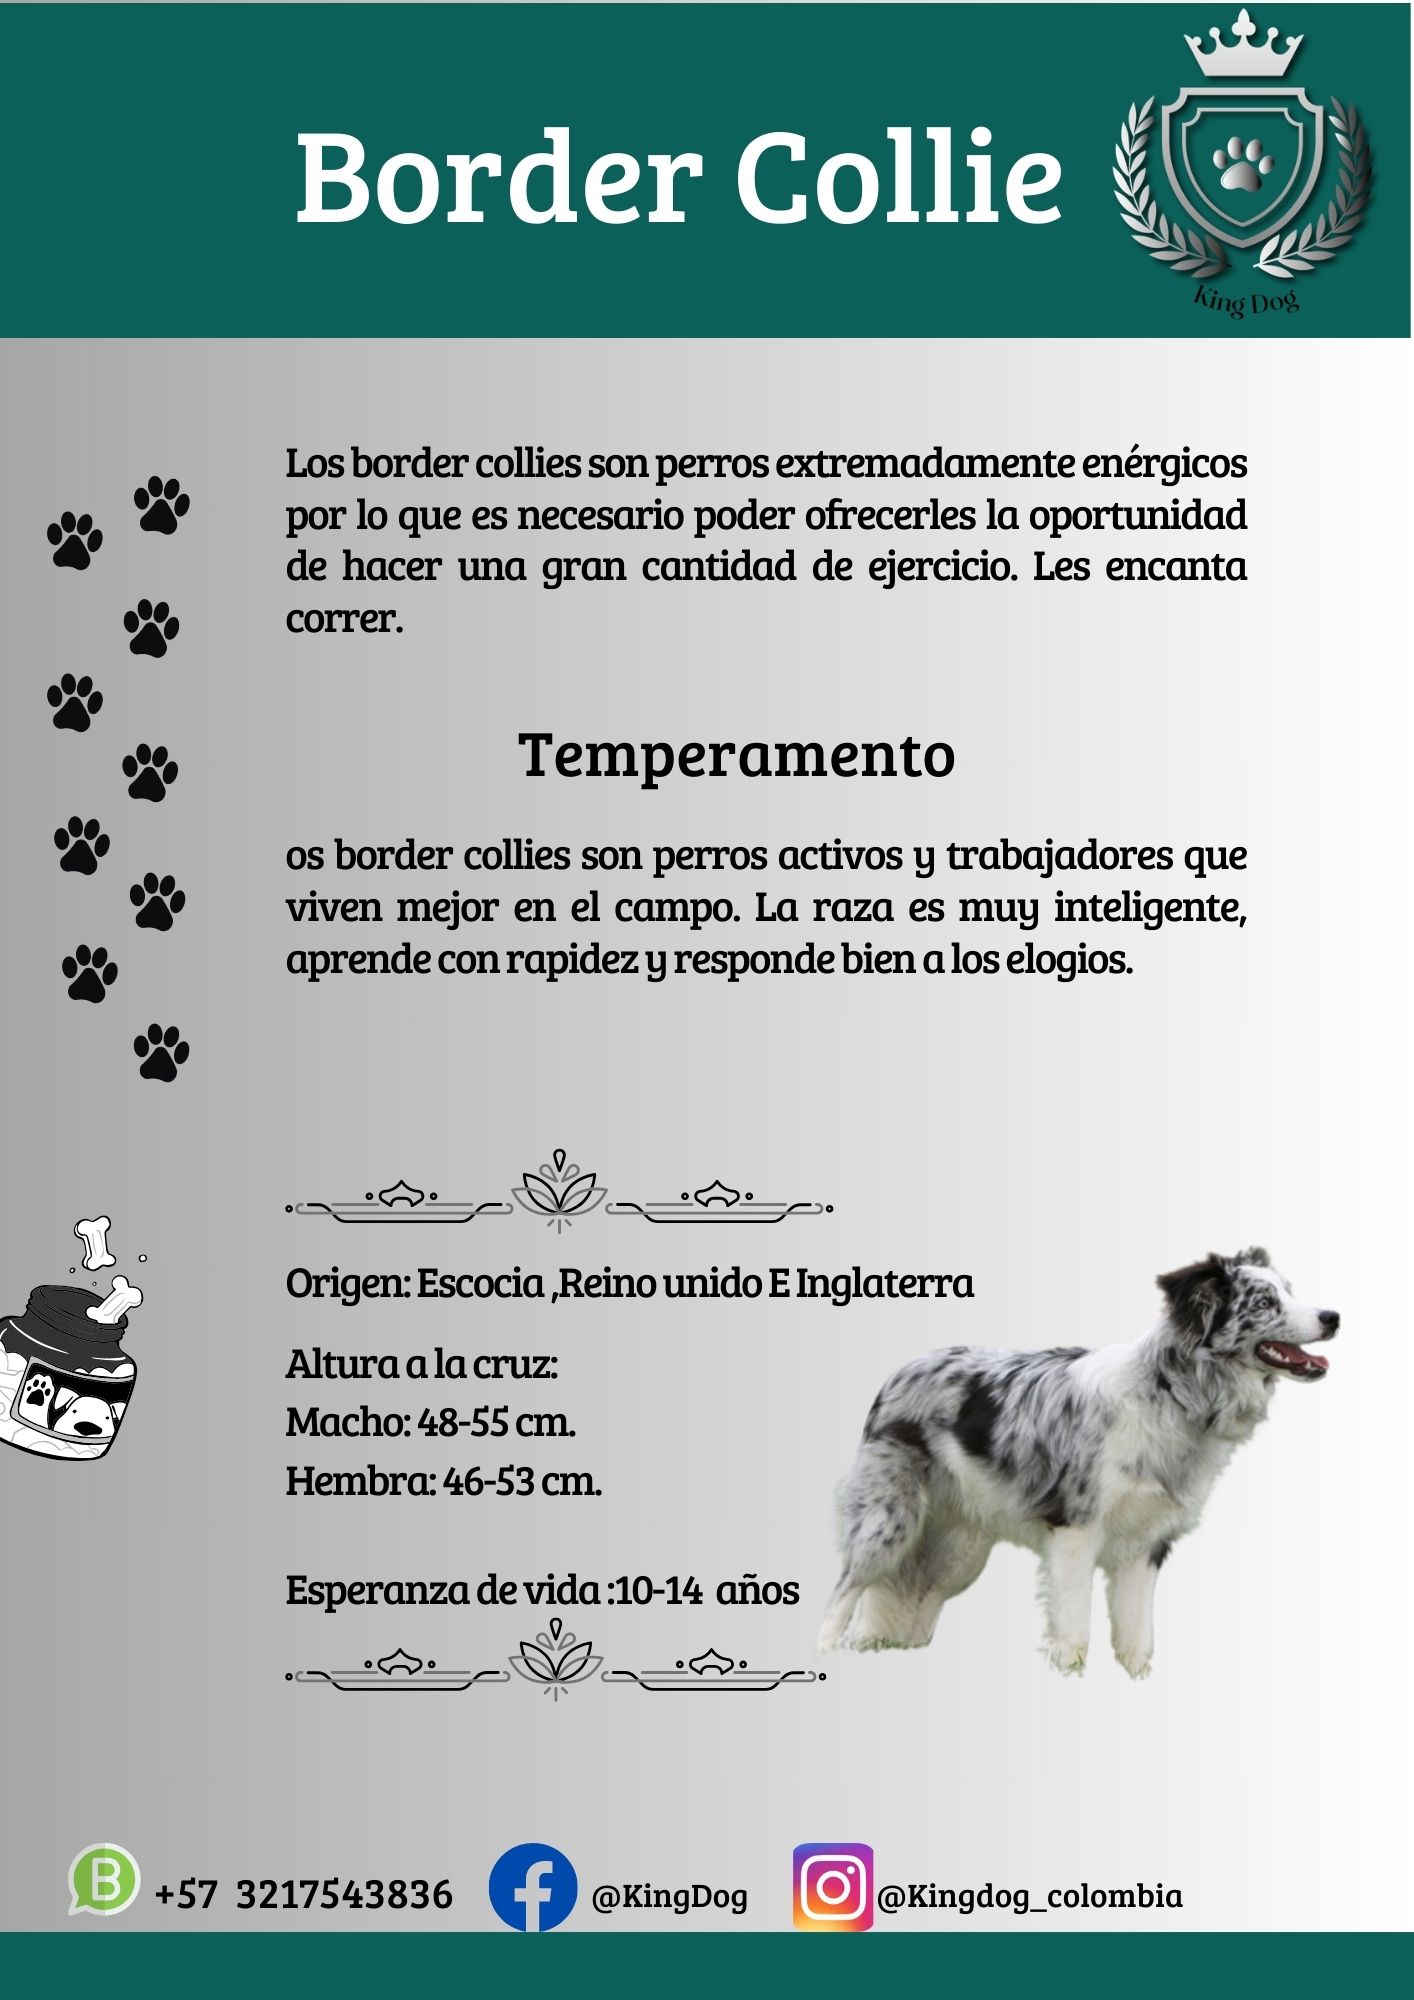 Border Collie
King Dog
Los border collies son perros extremadamente enérgicos
por lo que es necesario poder ofrecerles la oportunidad
de hacer una gran cantidad de ejercicio. Les encanta
correr.
Temperamento
os border collies son perros activos y trabajadores que
viven mejor en el campo. La raza es muy inteligente,
aprende con rapidez y responde bien a los elogios.
Origen: Escocia ,Reino unido E Inglaterra
Altura a la cruz:
Macho: 48-55 cm.
Hembra: 46-53 cm.
Esperanza de vida :10-14 años
B +57 3217543836 @KingDog @Kingdog_colombia